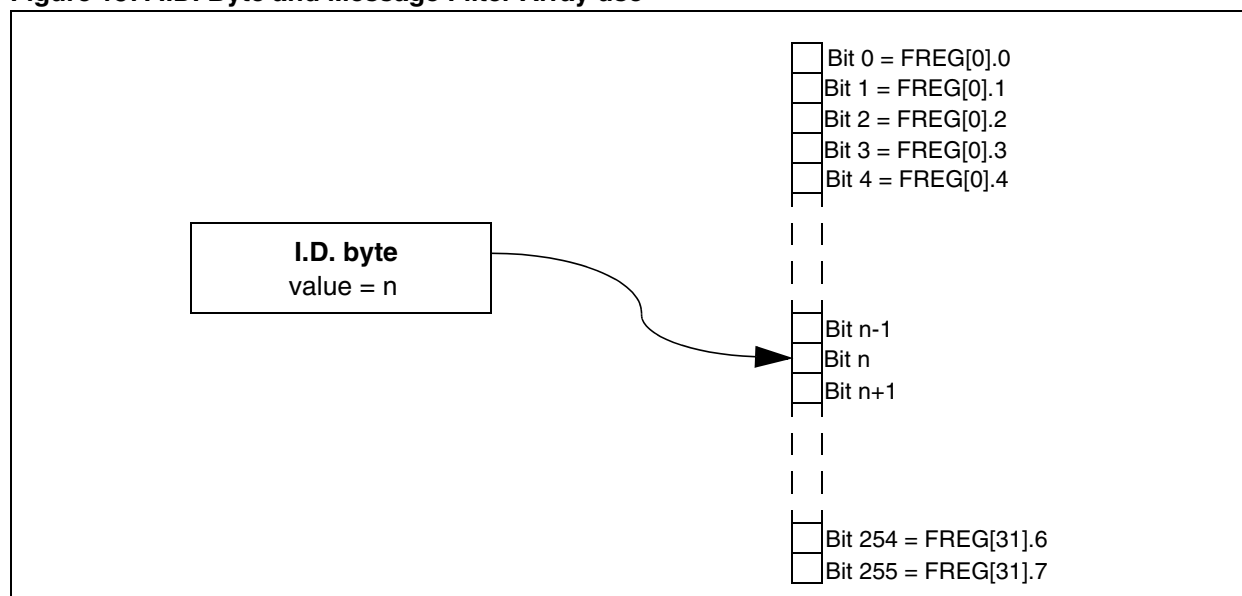 I.D. Byte and Message Filter Array use
Bit 0 = FREG[0].0
Bit 1 = FREG[0].1
Bit 2 = FREG[0].2
Bit 3 = FREG[0].3
Bit 4 = FREG[0].4
I.D. byte
value = n
Bit n-1
Bit n
Bit n+1
Bit 254 = FREG[31].6
Bit 255 = FREG[31].7